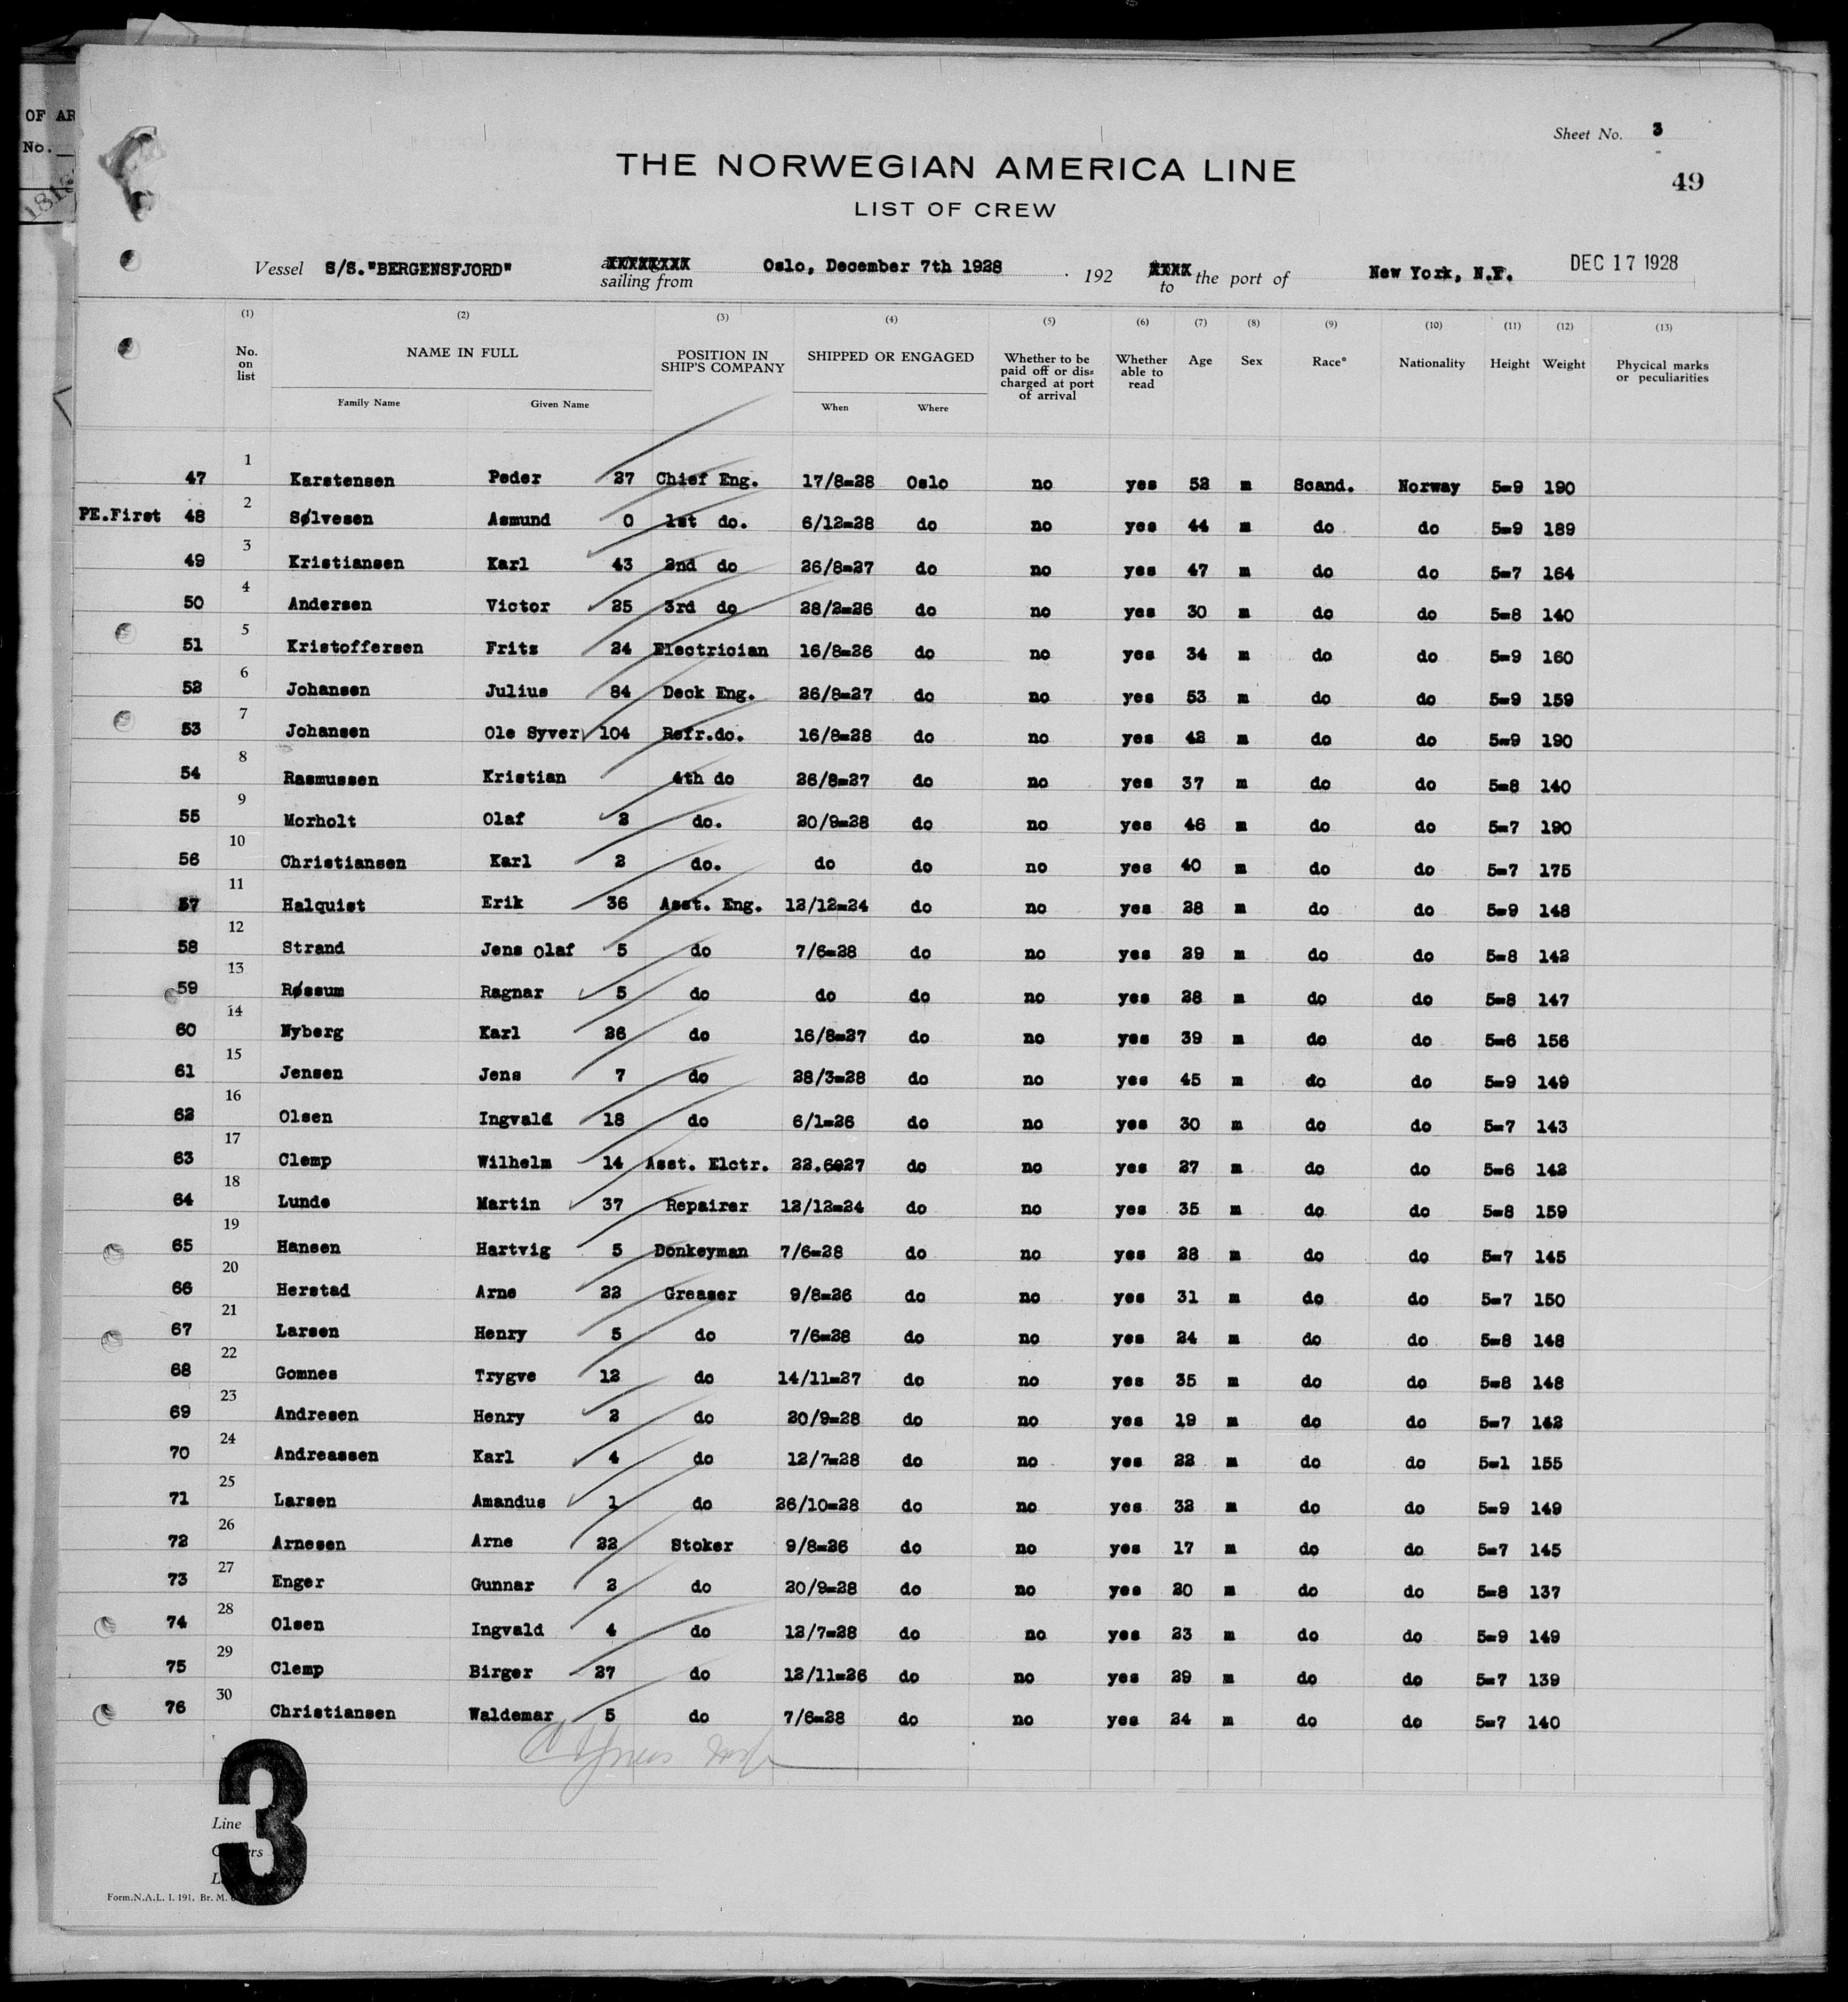 OF AR
No.
Sheet No. 3
THE NORWEGIAN AMERICA LINE
49
LIST OF CREW
Vessel S/S."BERGENSFJORD" sailing from Oslo, December 7th 1928 192 to the port of New York, N.Y. DEC 17 1928
(1) (2) (3) (4) (5) (6) (7) (8) (9) (10) (11) (12) (13)
No. on list NAME IN FULL POSITION IN SHIP'S COMPANY SHIPPED OR ENGAGED Whether to be paid off or dis-charged at port of arrival Whether able to read Age Sex Race* Nationality Height Weight Phycical marks or peculiarities
Family Name Given Name When Where
47 1 Karstensen Peder 27 Chief Eng. 17/8-28 Oslo no yes 52 m Scand. Norway 5-9 190
PE.First 48 2 Sølvesen Asmund 0 1st do. 6/12-28 do no yes 44 m do do 5-9 189
49 3 Kristiansen Karl 43 2nd do 26/8-27 do no yes 47 m do do 5-7 164
50 4 Andersen Victor 25 3rd do 28/2-26 do no yes 30 m do do 5-8 140
51 5 Kristoffersen Frits 24 Electrician 16/8-26 do no yes 34 m do do 5-9 160
52 6 Johansen Julius 84 Deck Eng. 26/8-27 do no yes 53 m do do 5-9 159
53 7 Johansen Ole Syver 104 Refr.do. 16/8-28 do no yes 42 m do do 5-9 190
54 8 Rasmussen Kristian 4th do 26/8-27 do no yes 37 m do do 5-8 140
55 9 Morholt Olaf 2 do. 20/9-28 do no yes 46 m do do 5-7 190
56 10 Christiansen Karl 2 do. do do no yes 40 m do do 5-7 175
57 11 Halquist Erik 36 Asst. Eng. 12/12-24 do no yes 28 m do do 5-9 148
58 12 Strand Jens Olaf 5 do 7/6-28 do no yes 29 m do do 5-8 142
59 13 Røssum Ragnar 5 do do do no yes 28 m do do 5-8 147
60 14 Nyberg Karl 26 do 16/8-27 do no yes 39 m do do 5-6 156
61 15 Jensen Jens 7 do 28/3-28 do no yes 45 m do do 5-9 149
62 16 Olsen Ingvald 18 do 6/1-26 do no yes 30 m do do 5-7 143
63 17 Clemp Wilhelm 14 Asst. Elctr. 22.6027 do no yes 27 m do do 5-6 142
64 18 Lunde Martin 37 Repairer 12/12-24 do no yes 35 m do do 5-8 159
65 19 Hansen Hartvig 5 Donkeyman 7/6-28 do no yes 28 m do do 5-7 145
66 20 Herstad Arne 22 Greaser 9/8-26 do no yes 31 m do do 5-7 150
67 21 Larsen Henry 5 do 7/6-28 do no yes 24 m do do 5-8 148
68 22 Gomnes Trygve 12 do 14/11-27 do no yes 35 m do do 5-8 148
69 23 Andresen Henry 2 do 20/9-28 do no yes 19 m do do 5-7 142
70 24 Andreassen Karl 4 do 12/7-28 do no yes 22 m do do 5-1 155
71 25 Larsen Amandus 1 do 26/10-28 do no yes 32 m do do 5-9 149
72 26 Arnesen Arne 22 Stoker 9/8-26 do no yes 17 m do do 5-7 145
73 27 Enger Gunnar 2 do 20/9-28 do no yes 20 m do do 5-8 137
74 28 Olsen Ingvald 4 do 12/7-28 do no yes 23 m do do 5-9 149
75 29 Clemp Birger 27 do 12/11-26 do no yes 29 m do do 5-7 139
76 30 Christiansen Waldemar 5 do 7/6-28 do no yes 24 m do do 5-7 140
3
Line
Form.N.A.L. I. 191. Br. M.